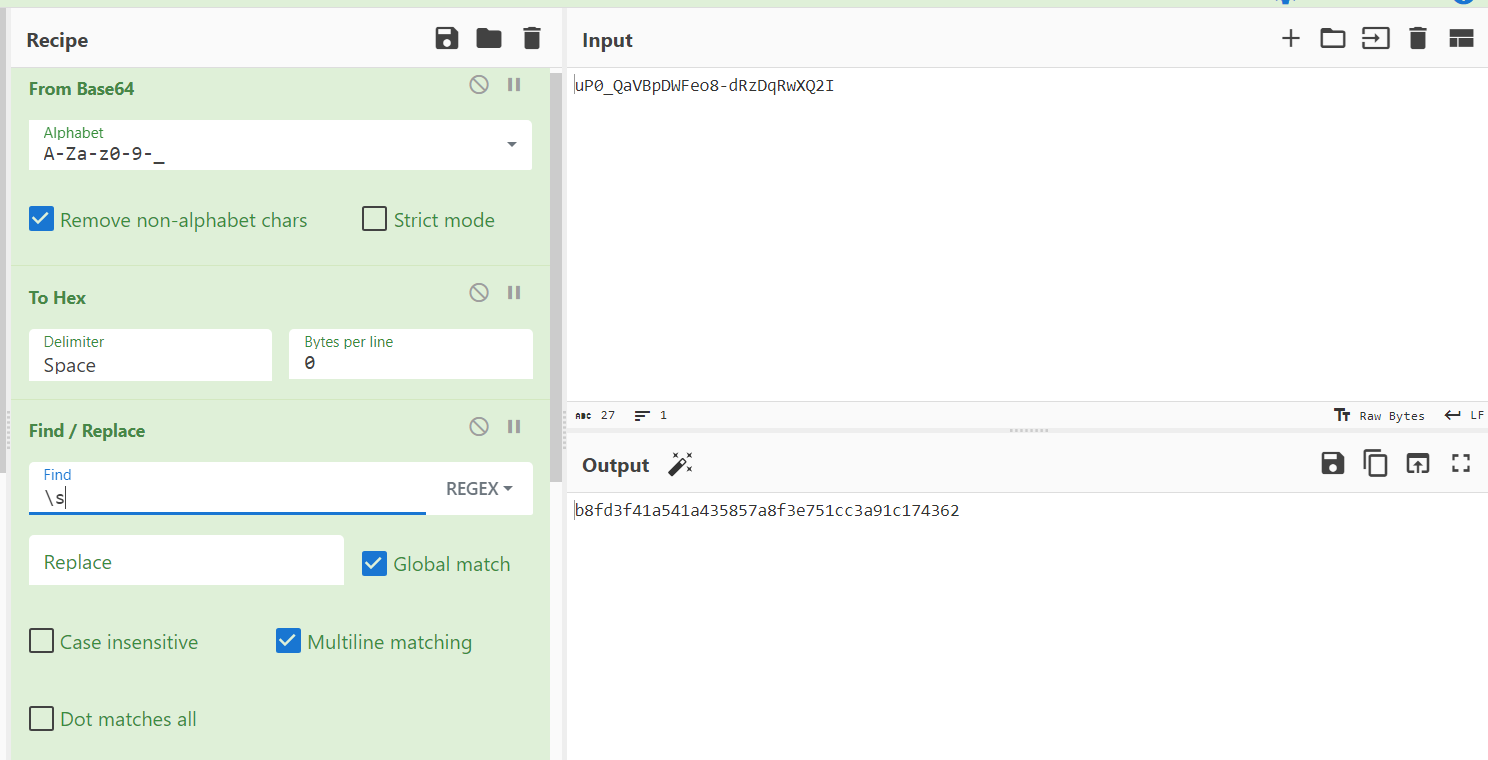 Recipe
From Base64
Alphabet
A-Za-z0-9-_
Remove non-alphabet chars
Strict mode
To Hex
Delimiter
Space
Bytes per line
0
Find / Replace
Find
\s
REGEX
Replace
Global match
Case insensitive
Multiline matching
Dot matches all
Input
uP0_QaVBpDWFeo8-dRzDqRwXQ2I
ABC 27
1
Tт Raw Bytes
LF
Output
b8fd3f41a541a435857a8f3e751cc3a91c174362